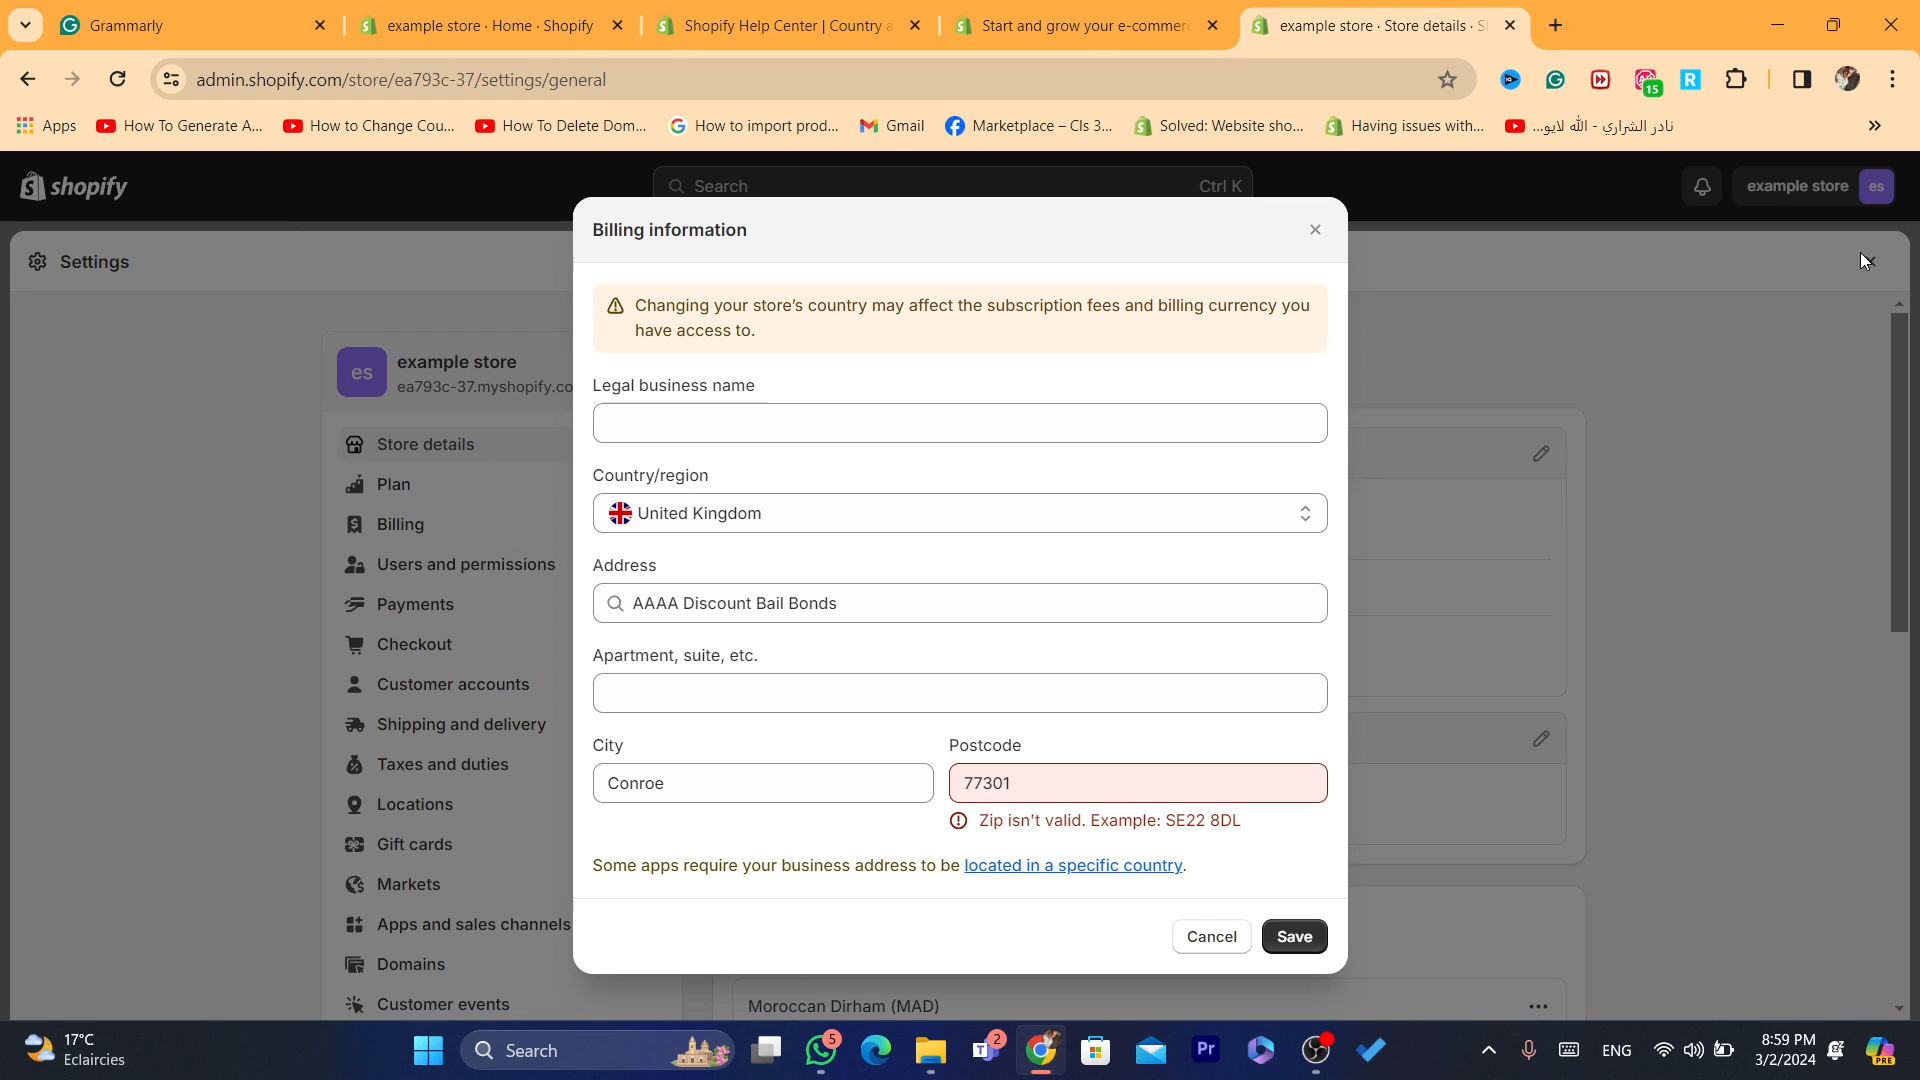 Grammarly
example store · Home · Shopify
Shopify Help Center | Country a
Start and grow your e-commerc
example store · Store details · S
admin.shopify.com/store/ea793c-37/settings/general
15
Apps
How To Generate A...
How to Change Cou...
How To Delete Dom...
How to import prod...
Gmail
Marketplace – Cls 3...
Solved: Website sho...
Having issues with...
نادر الشراري - الله لايو...
shopify
Search
Ctrl K
example store
es
Settings
Billing information
Changing your store's country may affect the subscription fees and billing currency you
have access to.
es
example store
ea793c-37.myshopify.co
Store details
Plan
Billing
Users and permissions
Payments
Checkout
Customer accounts
Shipping and delivery
Taxes and duties
Locations
Gift cards
Markets
Apps and sales channels
Domains
Customer events
Legal business name
Country/region
United Kingdom
Address
AAAA Discount Bail Bonds
Apartment, suite, etc.
City
Postcode
Conroe
77301
Zip isn't valid. Example: SE22 8DL
Some apps require your business address to be located in a specific country.
Cancel
Save
Moroccan Dirham (MAD)
17°C
Eclaircies
Search
5
2
Pr
ENG
8:59 PM
3/2/2024
PRE